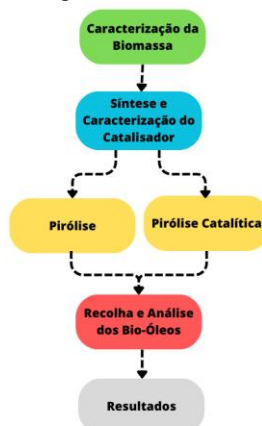 Caracterização da
Biomassa
Síntese e
Caracterização do
Catalisador
Pirólise
Pirólise Catalítica
Recolha e Análise
dos Bio-Óleos
Resultados